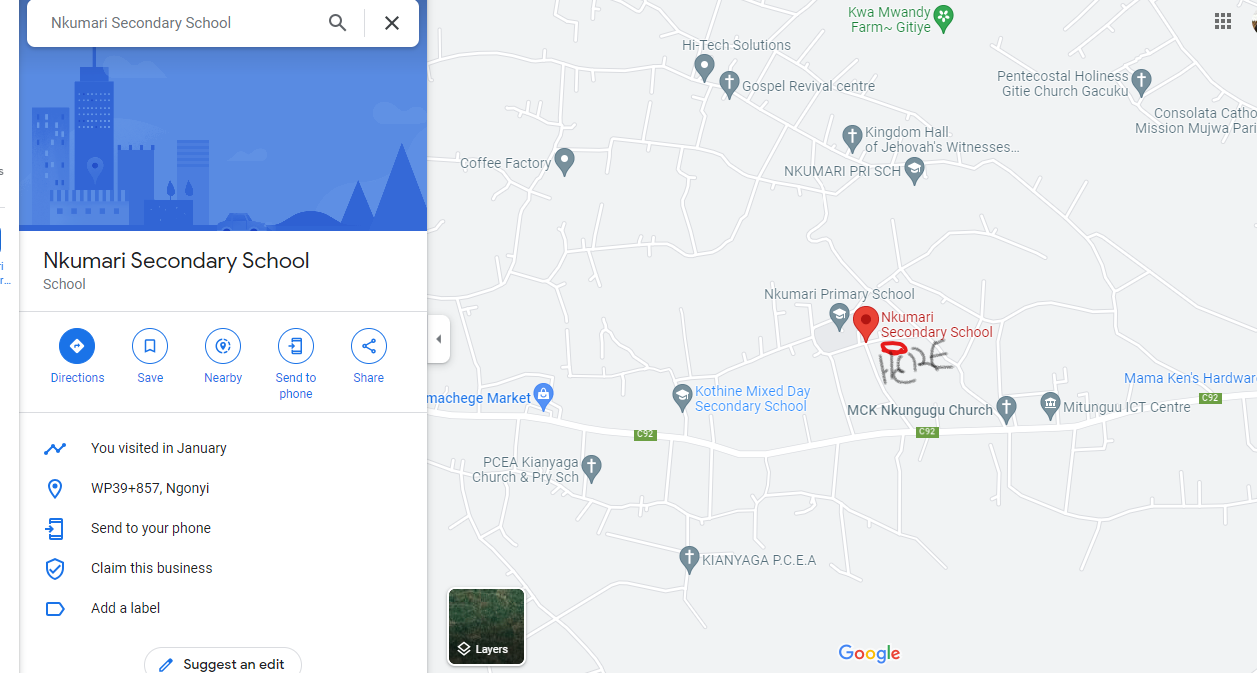 Nkumari Secondary School
s
ri
r...
Nkumari Secondary School
School
Directions
Save
Nearby
Send to
phone
Share
You visited in January
WP39+857, Ngonyi
Send to your phone
Claim this business
Add a label
Suggest an edit
Kwa Mwandy
Farm~ Gitiye
Hi-Tech Solutions
Gospel Revival centre
Pentecostal Holiness
Gitie Church Gacuku
Consolata Catho
Mission Mujwa Pari
Kingdom Hall
of Jehovah's Witnesses...
Coffee Factory
NKUMARI PRI SCH
Nkumari Primary School
Nkumari
Secondary School
Mama Ken's Hardwar
machege Market
Kothine Mixed Day
Secondary School
C92
MCK Nkungugu Church
Mitunguu ICT Centre
C92
C92
PCEA Kianyaga
Church & Pry Sch
KIANYAGA P.C.E.A
Layers
Google